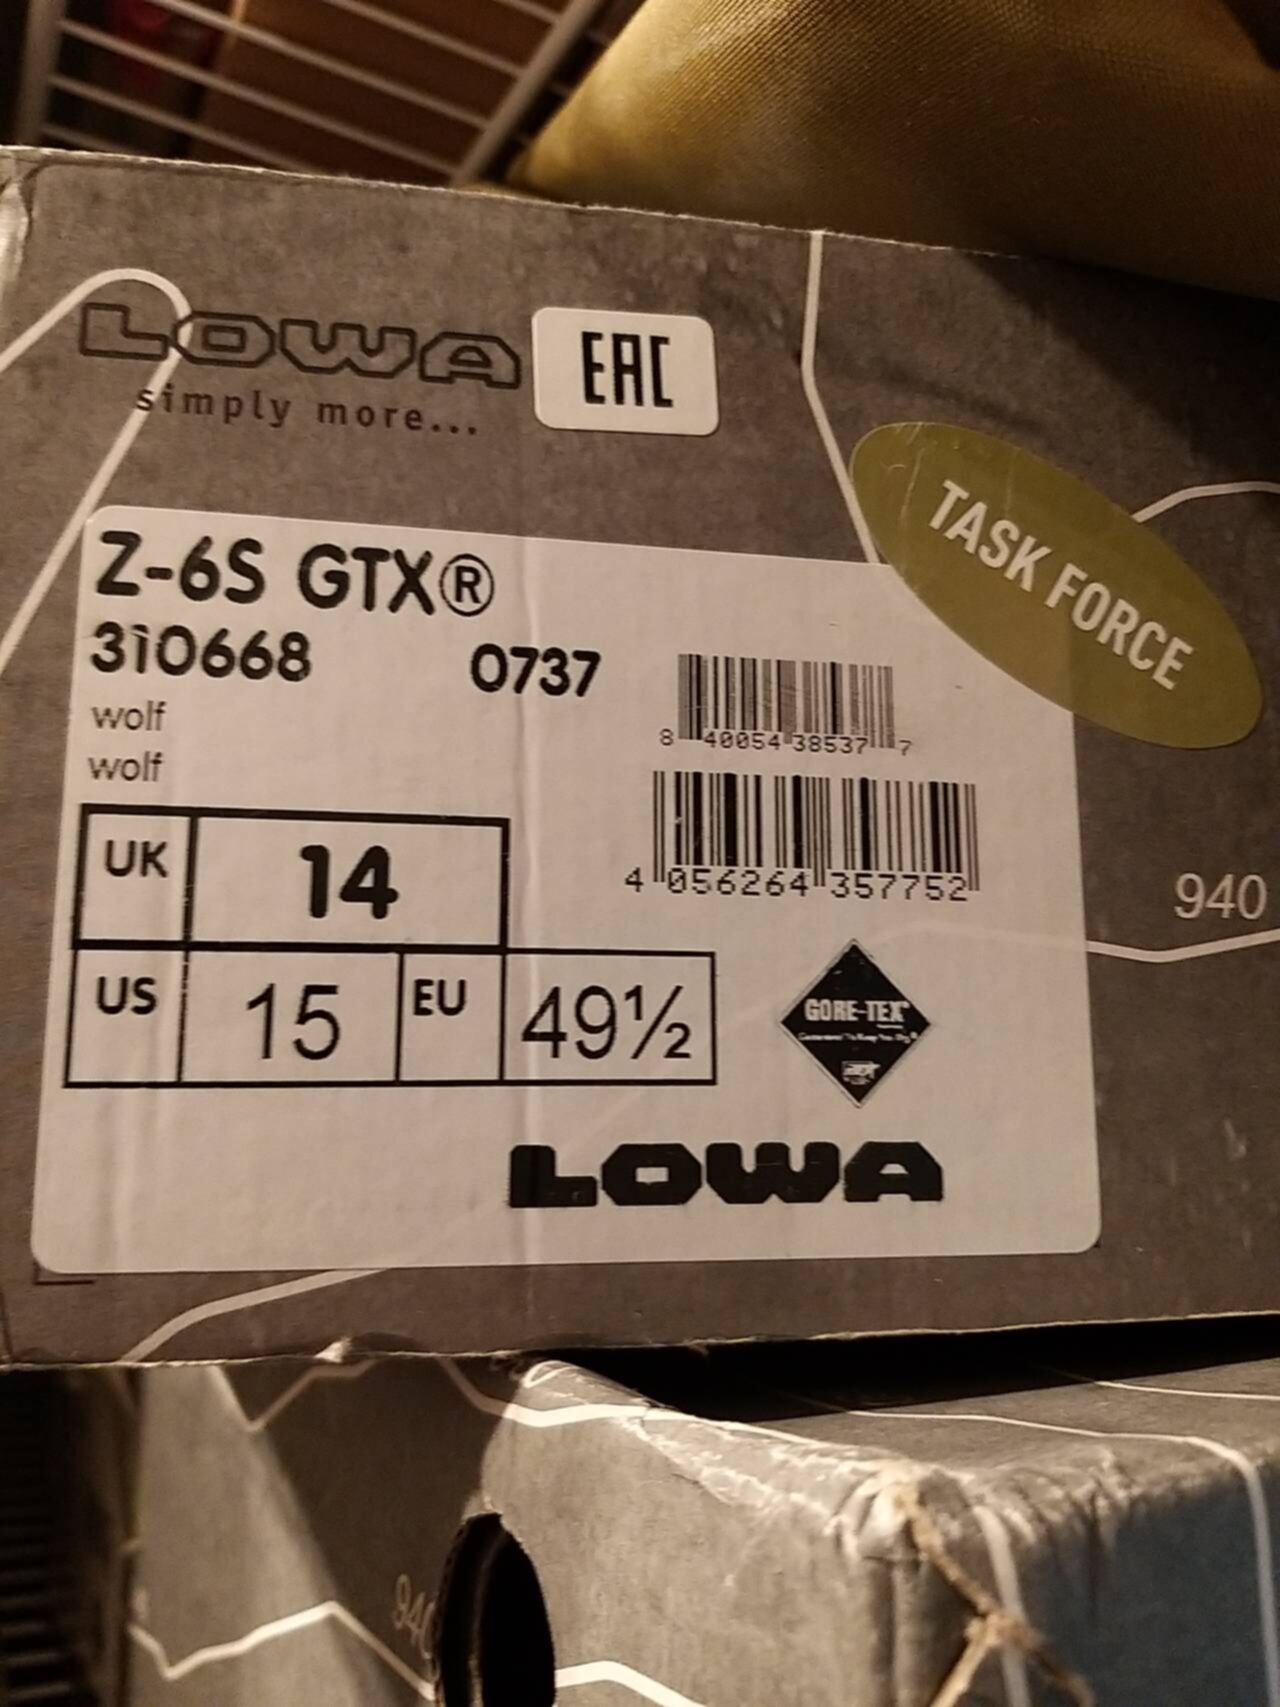 LOWA
simply more...
EAC
TASK FORCE
Z-6S GTX®
310668 0737
wolf
wolf
8 40054 38537 7
4 056264 357752
UK 14
US 15 EU 49½
940
GORE-TEX
LOWA
940